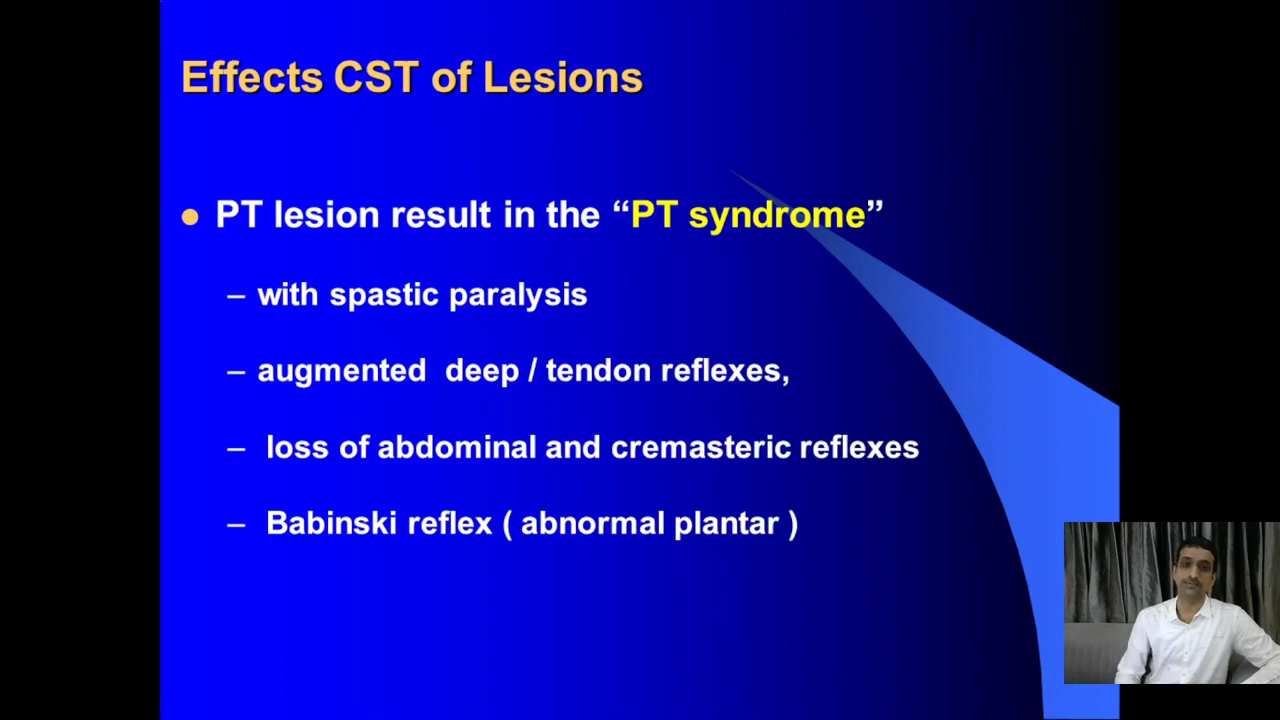 Effects CST of Lesions
● PT lesion result in the “PT syndrome”
– with spastic paralysis
– augmented deep / tendon reflexes,
– loss of abdominal and cremasteric reflexes
– Babinski reflex ( abnormal plantar )